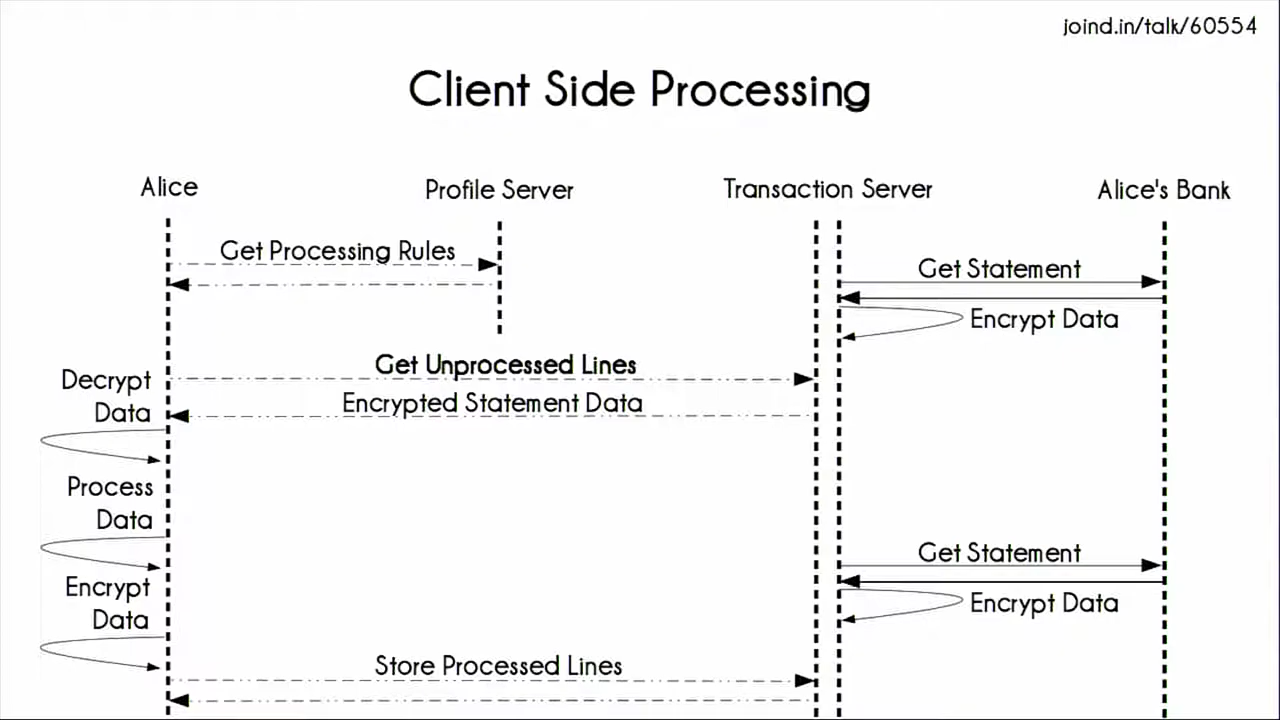 joind.in/talk/60554
Client Side Processing
Alice
Profile Server
Transaction Server
Alice's Bank
Get Processing Rules
Get Statement
Encrypt Data
Get Unprocessed Lines
Decrypt
Data
Encrypted Statement Data
Process
Data
Get Statement
Encrypt
Data
Encrypt Data
Store Processed Lines